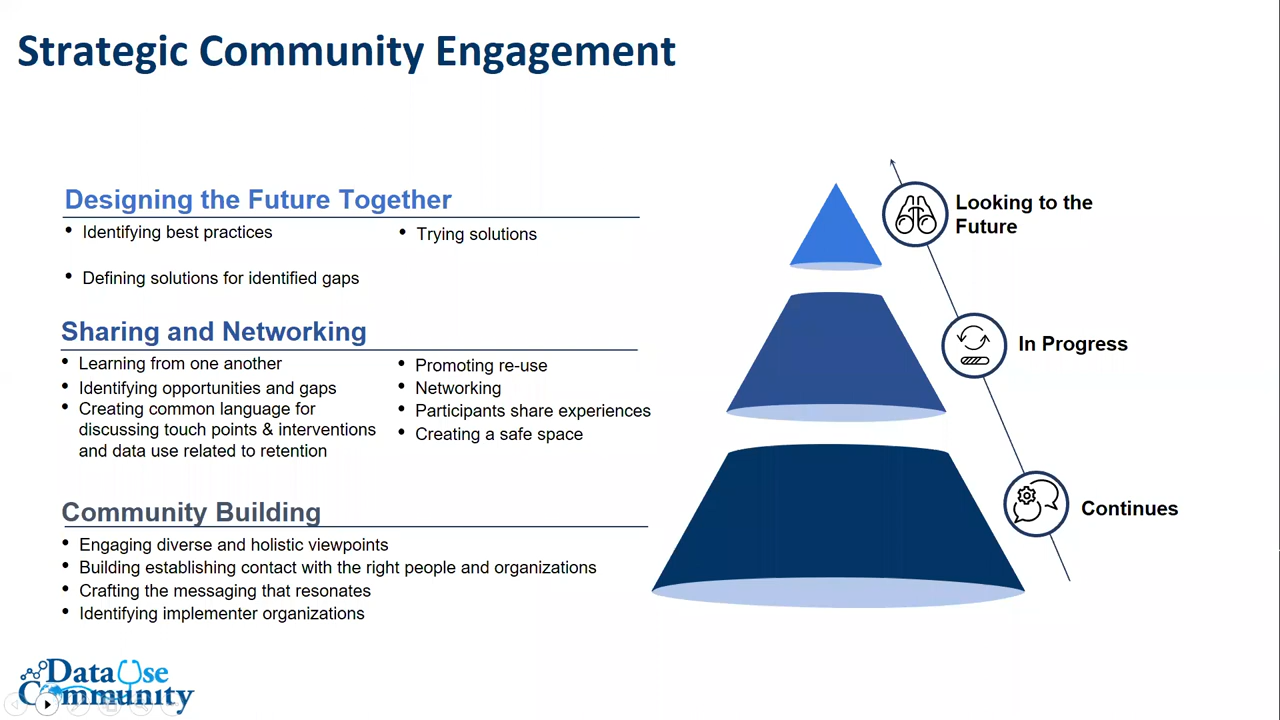 Strategic Community Engagement
Designing the Future Together
Identifying best practices
Trying solutions
Defining solutions for identified gaps
Sharing and Networking
Learning from one another
Identifying opportunities and gaps
Creating common language for
discussing touch points & interventions
and data use related to retention
Promoting re-use
Networking
Participants share experiences
Creating a safe space
Community Building
Engaging diverse and holistic viewpoints
Building establishing contact with the right people and organizations
Crafting the messaging that resonates
Identifying implementer organizations
Looking to the
Future
In Progress
Continues
Data Use
Community